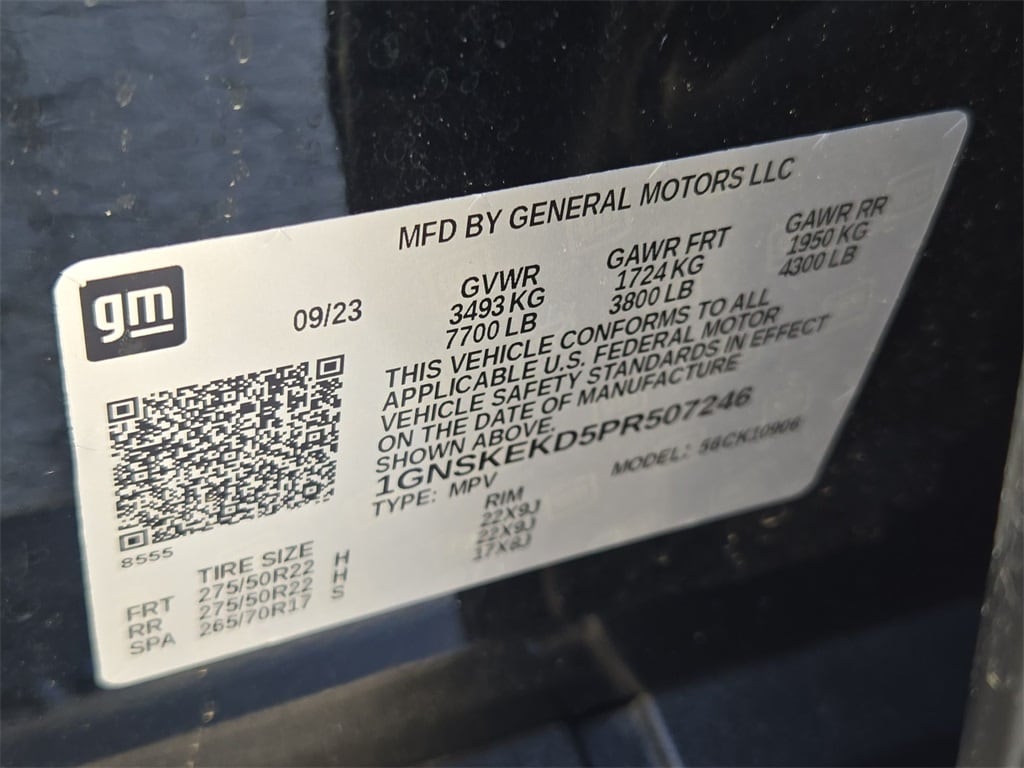 MFD BY GENERAL MOTORS LLC
gm
09/23
GVWR
3493 KG
7700 LB
GAWR FRT
1724 KG
3800 LB
GAWR RR
1950 KG
4300 LB
THIS VEHICLE CONFORMS TO ALL
APPLICABLE U.S. FEDERAL MOTOR
VEHICLE SAFETY STANDARDS IN EFFECT
ON THE DATE OF MANUFACTURE
SHOWN ABOVE.
1GNSKEKD5PR507246
TYPE: MPV
MODEL: 56CK10906
8555
TIRE SIZE
RIM
FRT 275/50R22 H 22X9J
RR 275/50R22 H 22X9J
SPA 265/70R17 S 17X8J